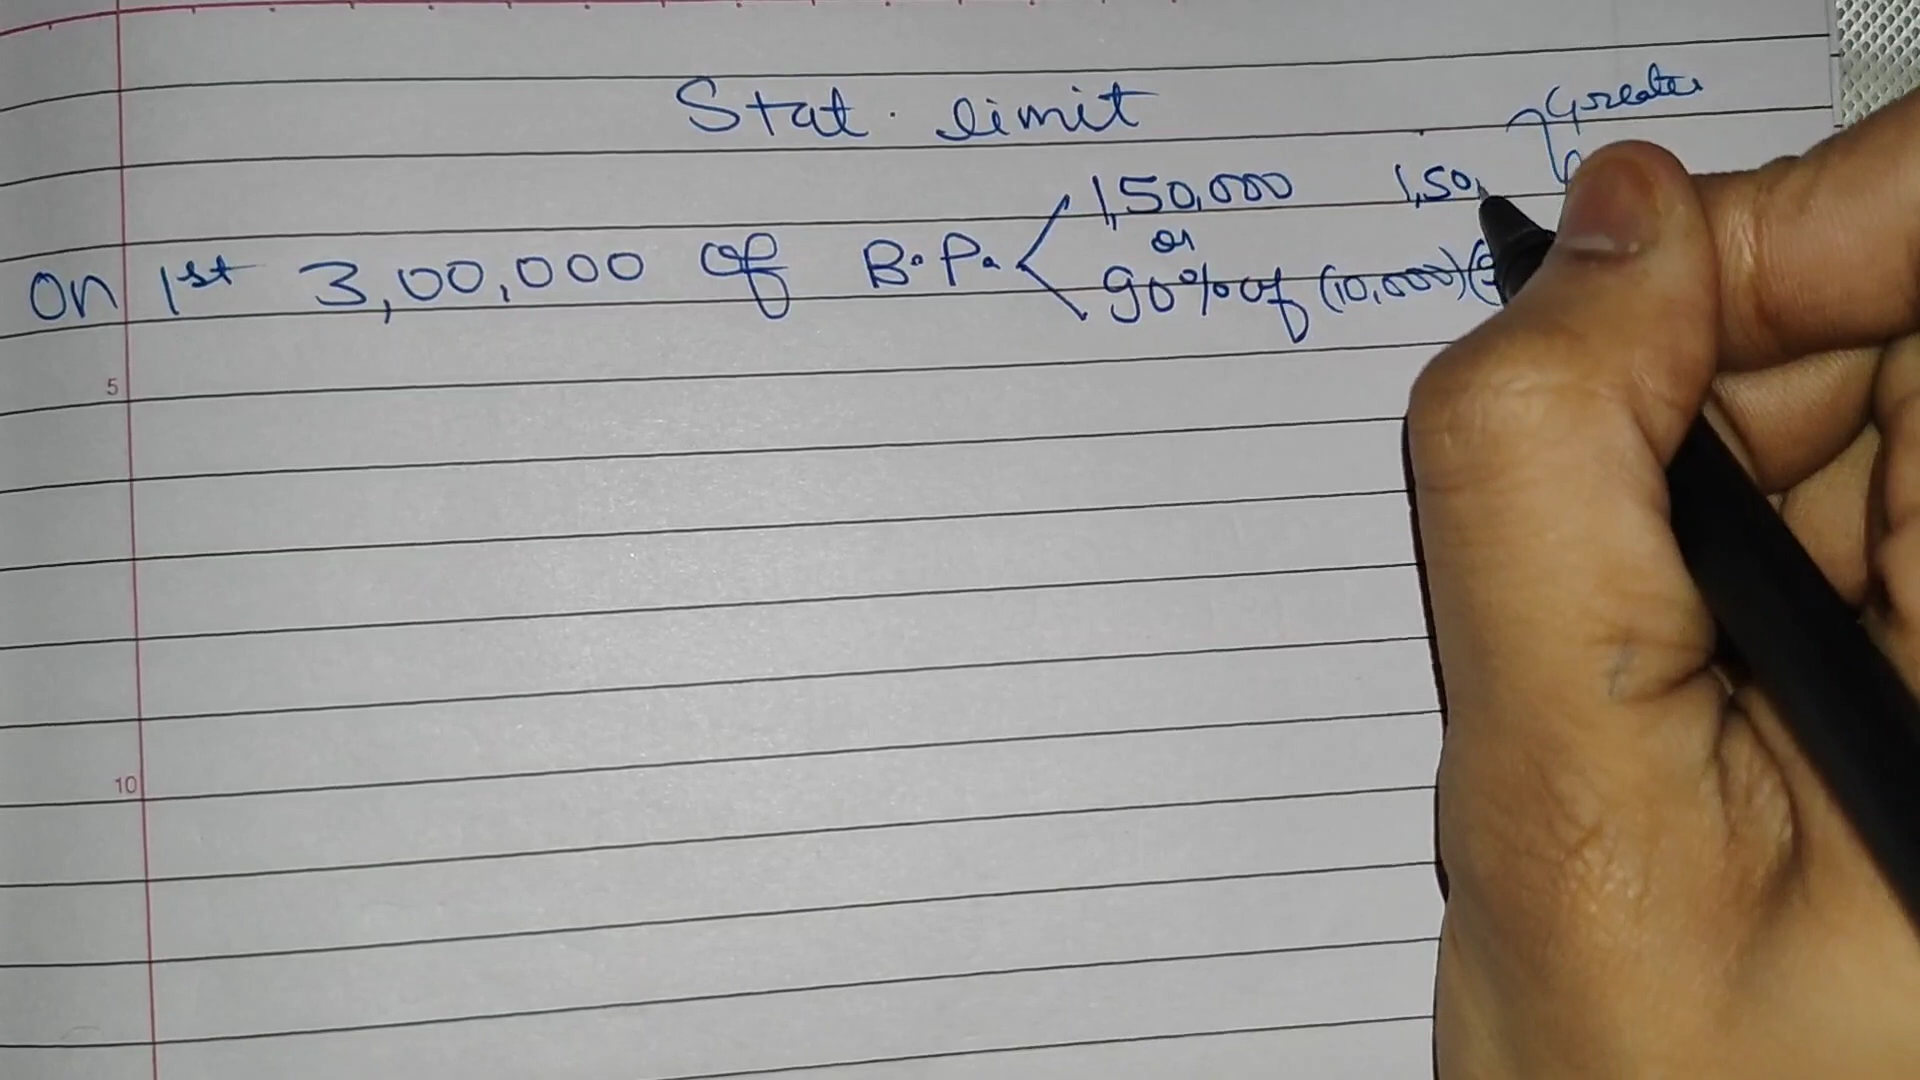 Stat. limit
Greater
1,50,000 1,50,
or
On 1st 3,00,000 of B.P.
90% of (10,000)(
5
10